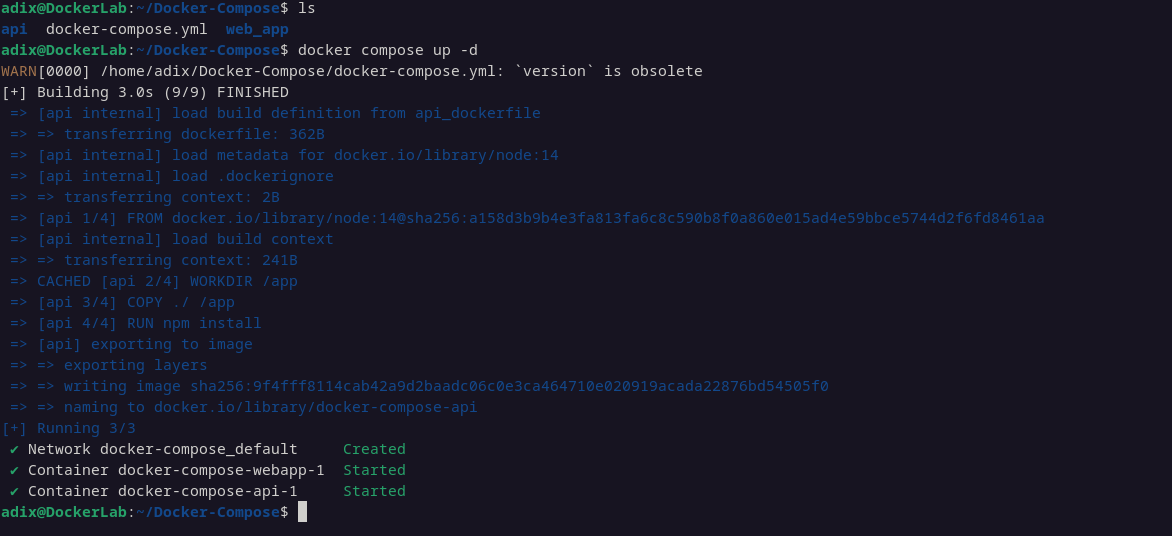 adix@DockerLab:~/Docker-Compose$ ls
api  docker-compose.yml  web_app
adix@DockerLab:~/Docker-Compose$ docker compose up -d
WARN[0000] /home/adix/Docker-Compose/docker-compose.yml: `version` is obsolete
[+] Building 3.0s (9/9) FINISHED
 => [api internal] load build definition from api_dockerfile
 => => transferring dockerfile: 362B
 => [api internal] load metadata for docker.io/library/node:14
 => [api internal] load .dockerignore
 => => transferring context: 2B
 => [api 1/4] FROM docker.io/library/node:14@sha256:a158d3b9b4e3fa813fa6c8c590b8f0a860e015ad4e59bbce5744d2f6fd8461aa
 => [api internal] load build context
 => => transferring context: 241B
 => CACHED [api 2/4] WORKDIR /app
 => [api 3/4] COPY ./ /app
 => [api 4/4] RUN npm install
 => [api] exporting to image
 => => exporting layers
 => => writing image sha256:9f4fff8114cab42a9d2baadc06c0e3ca464710e020919acada22876bd54505f0
 => => naming to docker.io/library/docker-compose-api
[+] Running 3/3
 ✔ Network docker-compose_default     Created
 ✔ Container docker-compose-webapp-1  Started
 ✔ Container docker-compose-api-1     Started
adix@DockerLab:~/Docker-Compose$